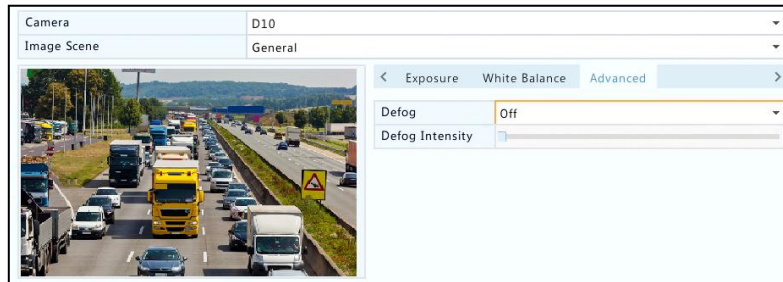 Camera D10
Image Scene General
< Exposure White Balance Advanced >
Defog Off
Defog Intensity